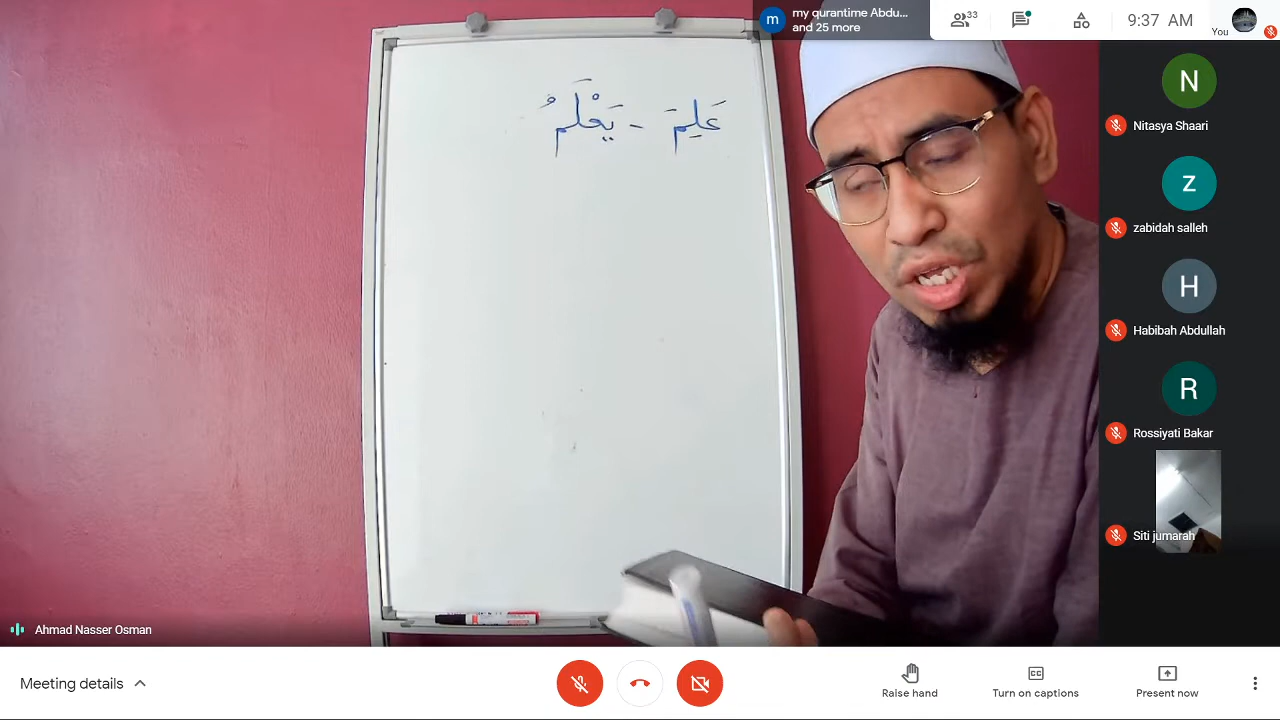 my qurantime Abdu...
and 25 more
33
9:37 AM
You
عَلِمَ - يَعْلَمُ
N
Nitasya Shaari
z
zabidah salleh
H
Habibah Abdullah
R
Rossiyati Bakar
Siti jumarah
m
Ahmad Nasser Osman
Meeting details
Raise hand
CC
Turn on captions
Present now